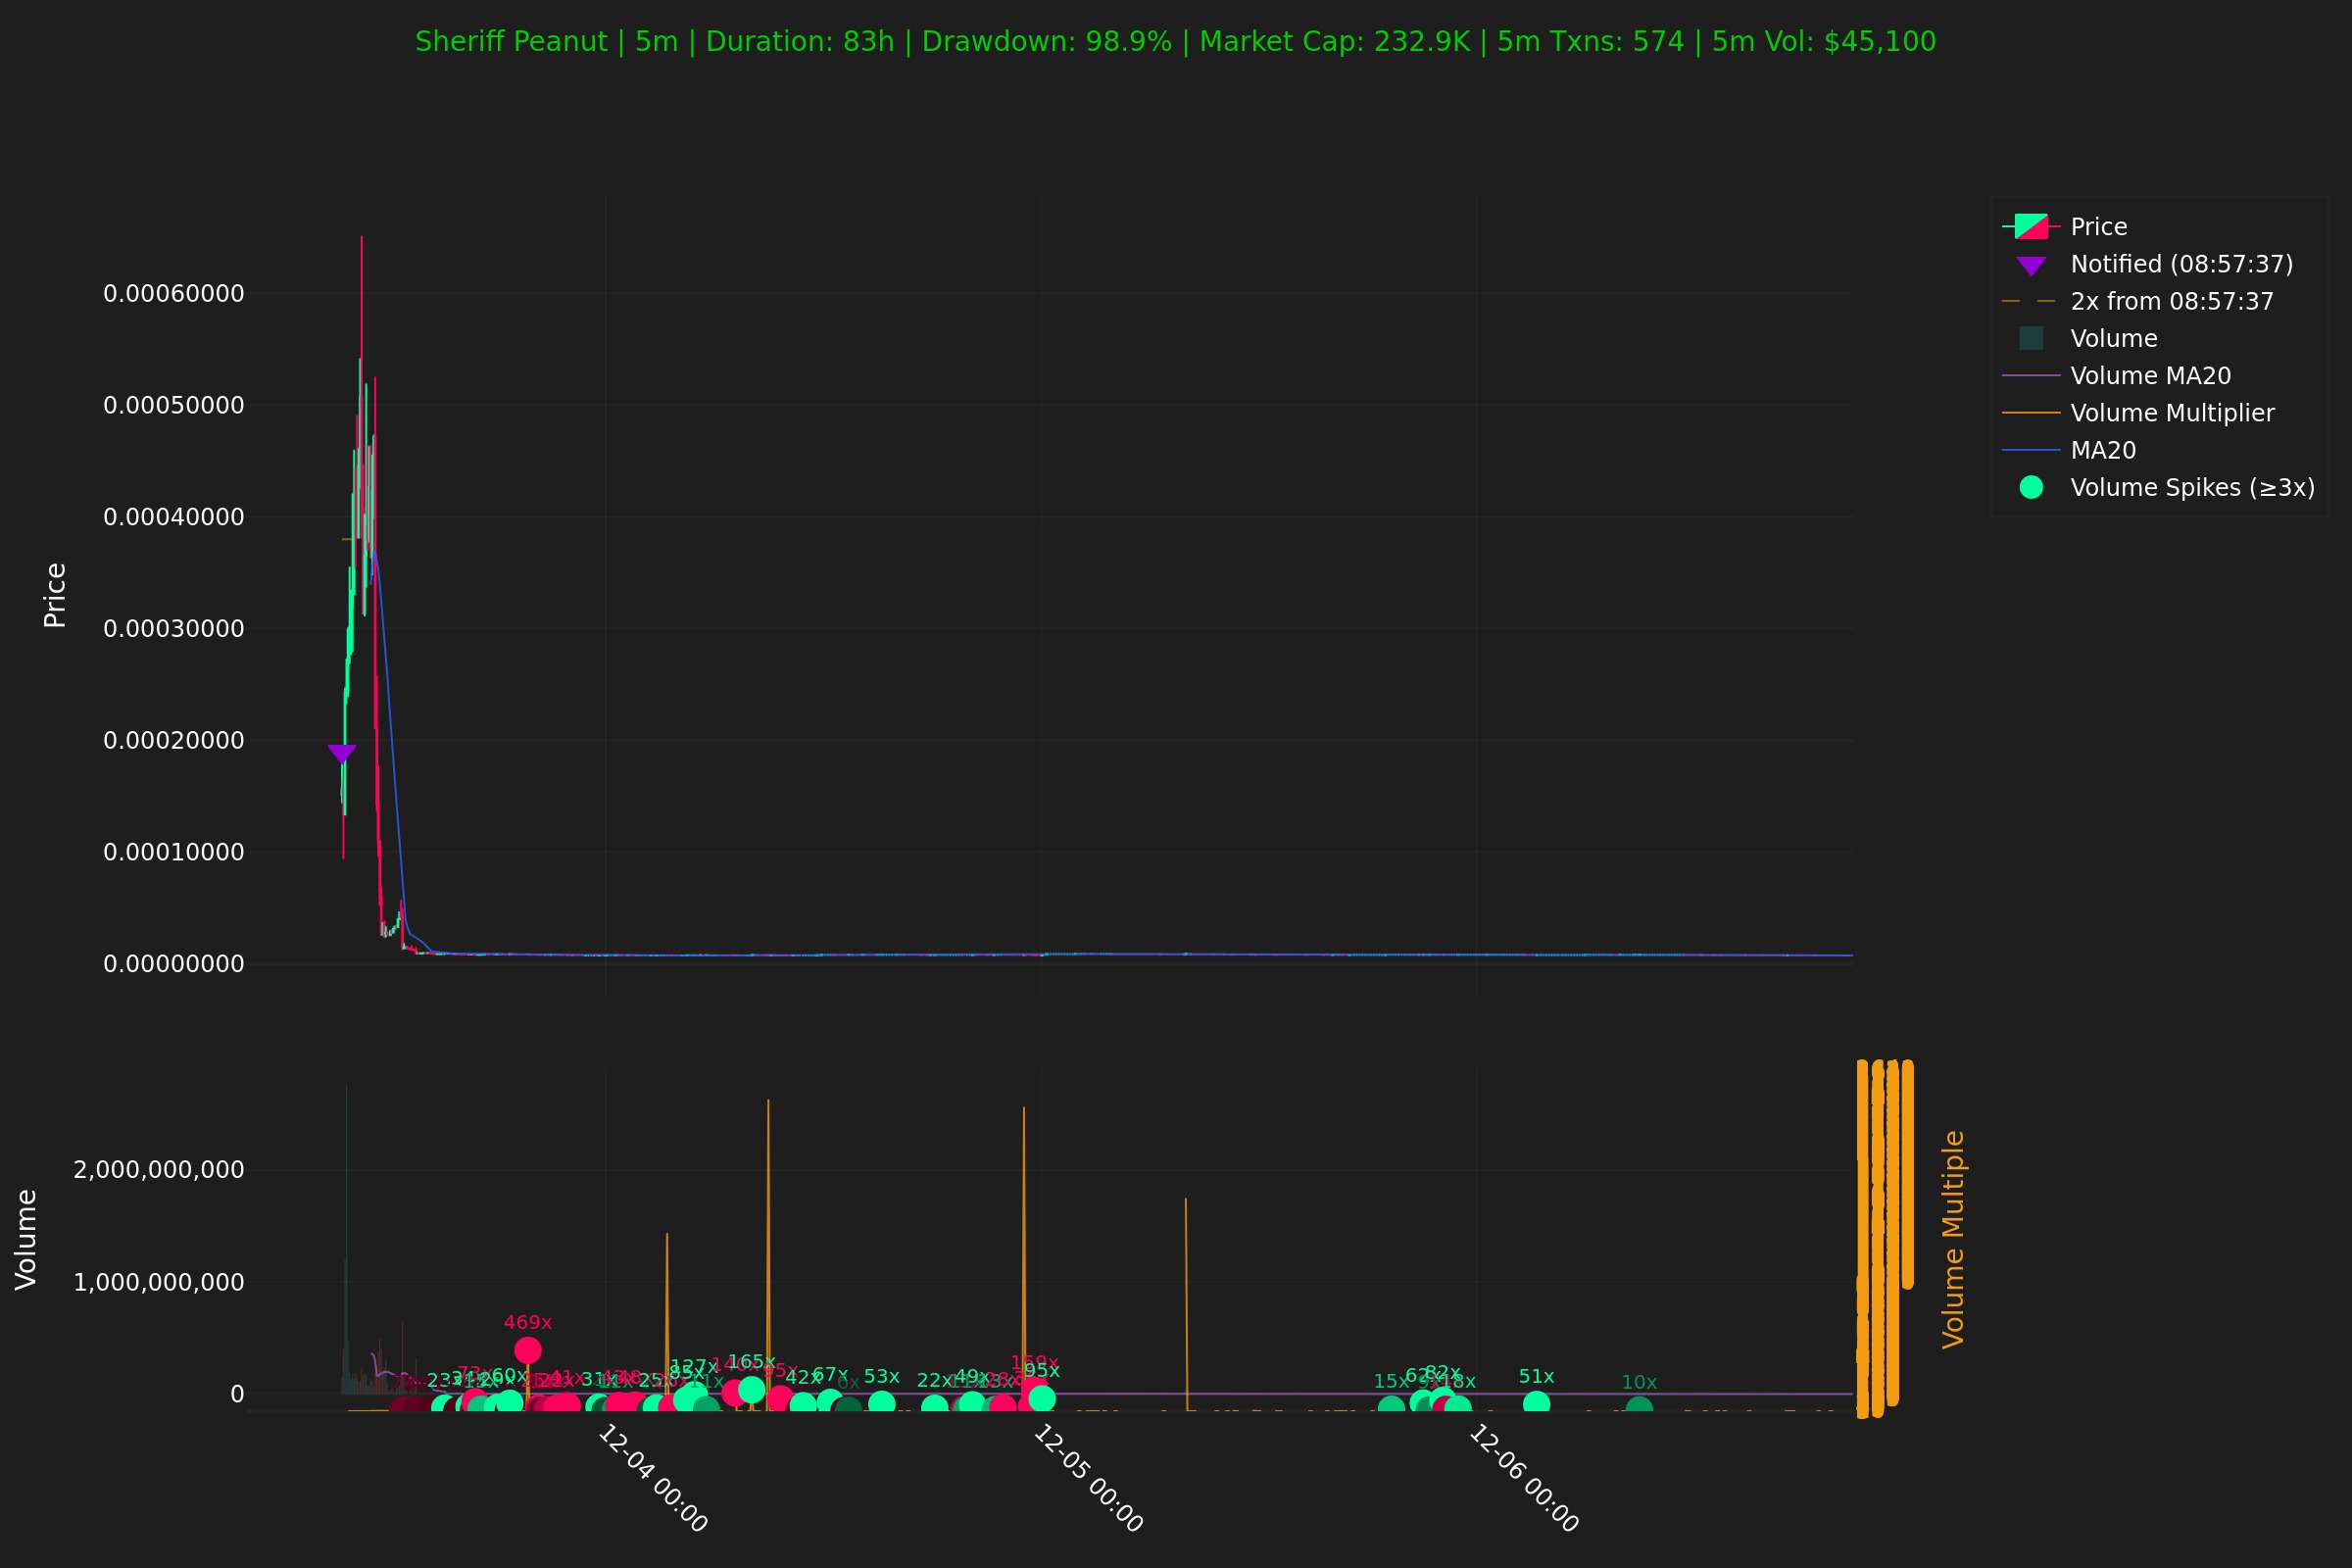 Sheriff Peanut | 5m | Duration: 83h | Drawdown: 98.9% | Market Cap: 232.9K | 5m Txns: 574 | 5m Vol: $45,100
Price
Notified (08:57:37)
2x from 08:57:37
Volume
Volume MA20
Volume Multiplier
MA20
Volume Spikes (≥3x)
Price
0.00060000
0.00050000
0.00040000
0.00030000
0.00020000
0.00010000
0.00000000
Volume
2,000,000,000
1,000,000,000
0
Volume Multiple
469x
73x
60x
127x
85x
165x
42x
67x
6x
53x
22x
49x
159x
95x
15x
82x
18x
51x
10x
12-04 00:00
12-05 00:00
12-06 00:00